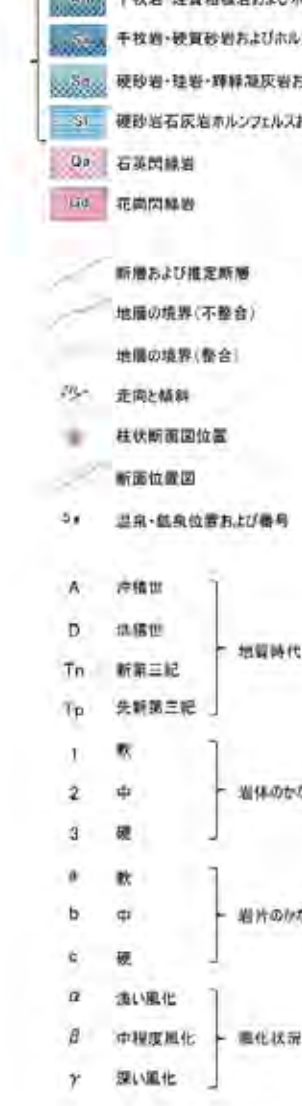 千枚岩・硬質砂岩およびホル
Sa 硬砂岩・珪岩・輝緑凝灰岩お
Sl 硬砂岩石灰岩ホルンフェルスお
Qd 石英閃緑岩
Gd 花崗閃緑岩
断層および推定断層
地層の境界(不整合)
地層の境界(整合)
走向と傾斜
柱状断面図位置
断面位置図
温泉・鉱泉位置および番号
A 沖積世
D 洪積世
Tn 新第三紀
Tp 先新第三紀
地質時代
1 軟
2 中
3 硬
岩体のかた
a 軟
b 中
c 硬
岩片のかた
α 浅い風化
β 中程度風化
γ 深い風化
風化状況